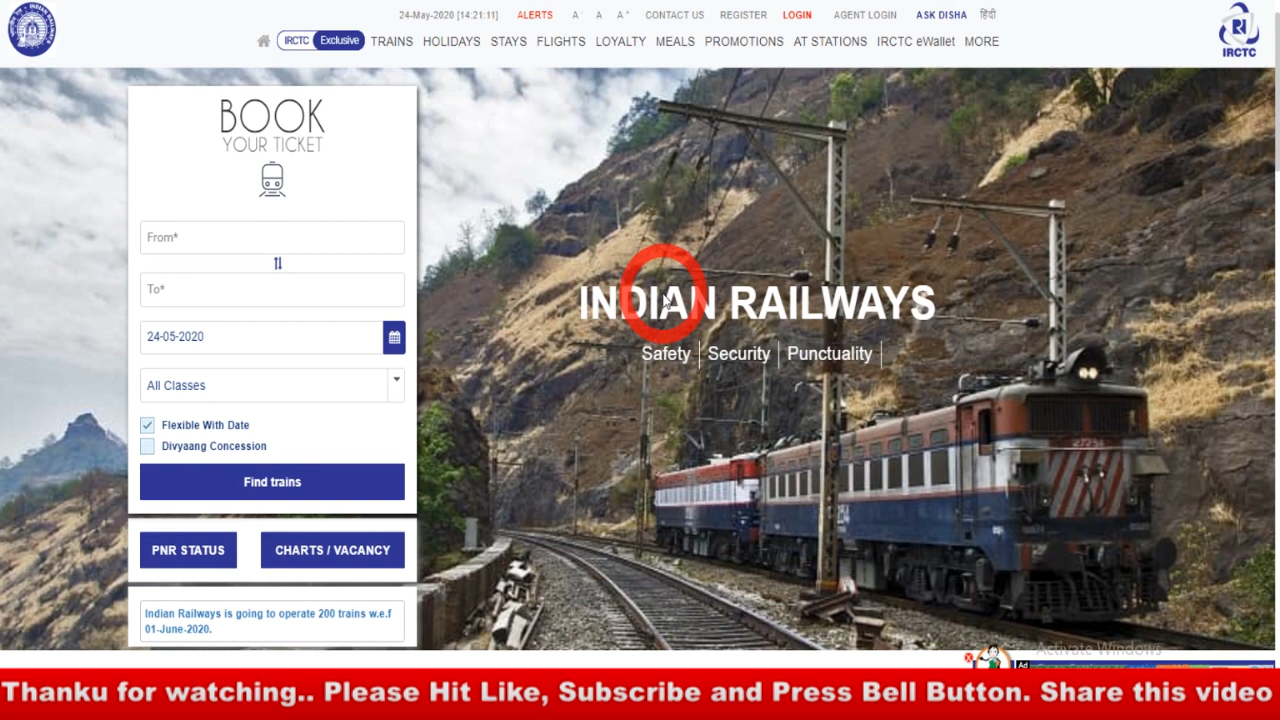 24-May-2020 [14:21:11] ALERTS A- A A+ CONTACT US REGISTER LOGIN AGENT LOGIN ASK DISHA हिंदी
IRCTC Exclusive TRAINS HOLIDAYS STAYS FLIGHTS LOYALTY MEALS PROMOTIONS AT STATIONS IRCTC eWallet MORE
IRCTC
BOOK
YOUR TICKET
From*
To*
24-05-2020
All Classes
Flexible With Date
Divyaang Concession
Find trains
PNR STATUS CHARTS / VACANCY
Indian Railways is going to operate 200 trains w.e.f
01-June-2020.
INDIAN RAILWAYS
Safety Security Punctuality
Activate Windows
Ad
Thanku for watching.. Please Hit Like, Subscribe and Press Bell Button. Share this video